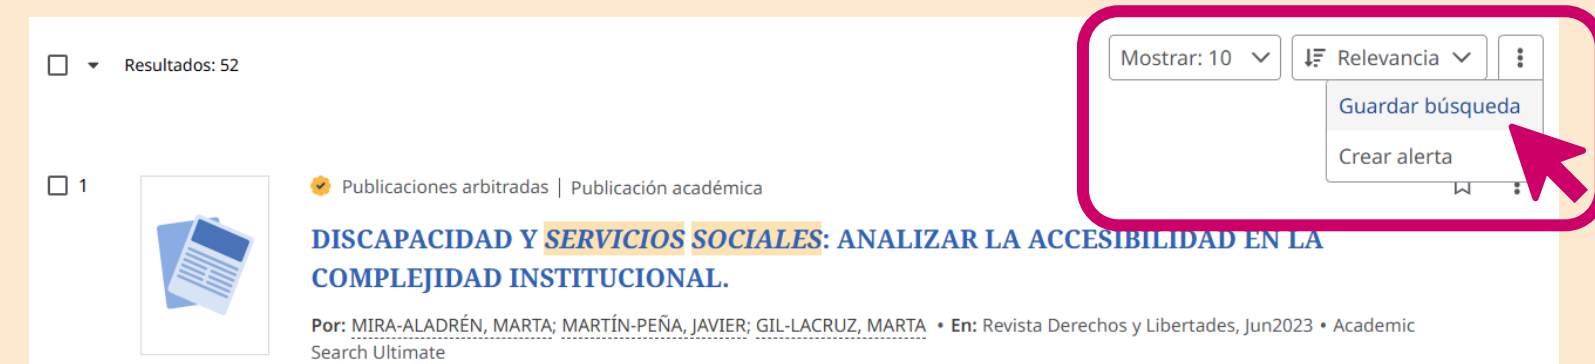 Resultados: 52
Mostrar: 10
Relevancia
Guardar búsqueda
Crear alerta
1
Publicaciones arbitradas | Publicación académica
DISCAPACIDAD Y SERVICIOS SOCIALES: ANALIZAR LA ACCESIBILIDAD EN LA
COMPLEJIDAD INSTITUCIONAL.
Por: MIRA-ALADRÉN, MARTA; MARTÍN-PEÑA, JAVIER; GIL-LACRUZ, MARTA • En: Revista Derechos y Libertades, Jun2023 • Academic
Search Ultimate